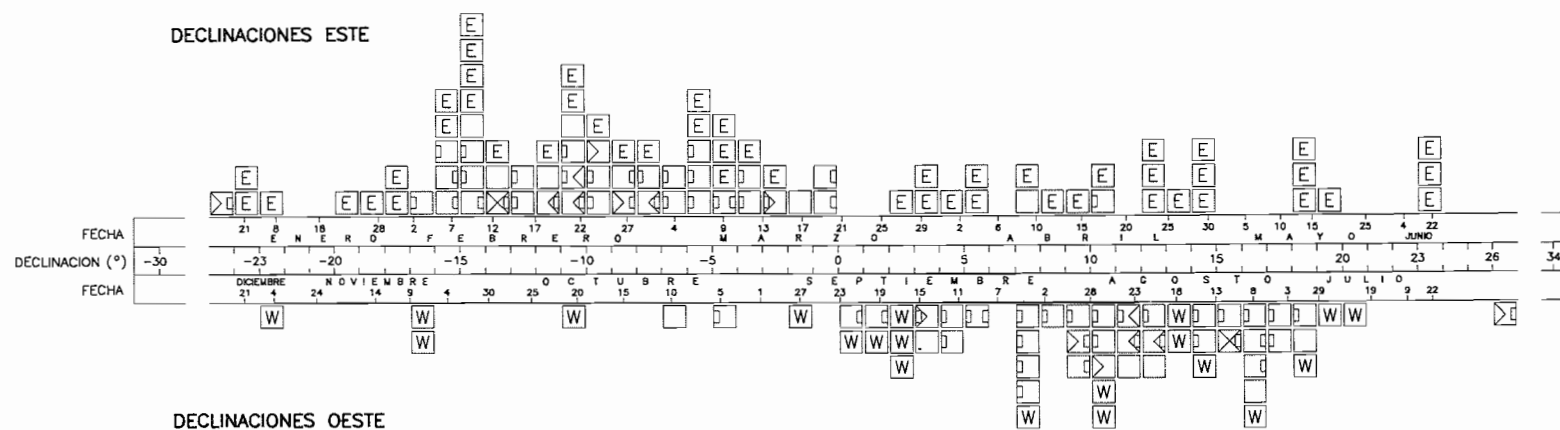 E
DECLINACIONES ESTE
E
E E
E E E E
E E E E
E E E E E E E E E E
E E E E E E E E E E E E
E E E E E E E E E E E E E E E E E
21 8 18 28 2 7 12 17 22 27 4 9 13 17 21 25 29 2 6 10 15 20 25 30 5 10 15 25 4 22
FECHA ENERO FEBRERO MARZO ABRIL MAYO JUNIO
DECLINACION (°) -30 -23 -20 -15 -10 -5 0 5 10 15 20 26 34
DICIEMBRE NOVIEMBRE OCTUBRE SEPTIEMBRE AGOSTO JULIO
FECHA 21 4 24 14 9 4 30 25 20 15 10 5 1 27 23 19 15 11 7 2 28 23 18 13 8 3 29 19 9 22
W W W W W W W W
W W W W W
W W W
W
W W W
DECLINACIONES OESTE